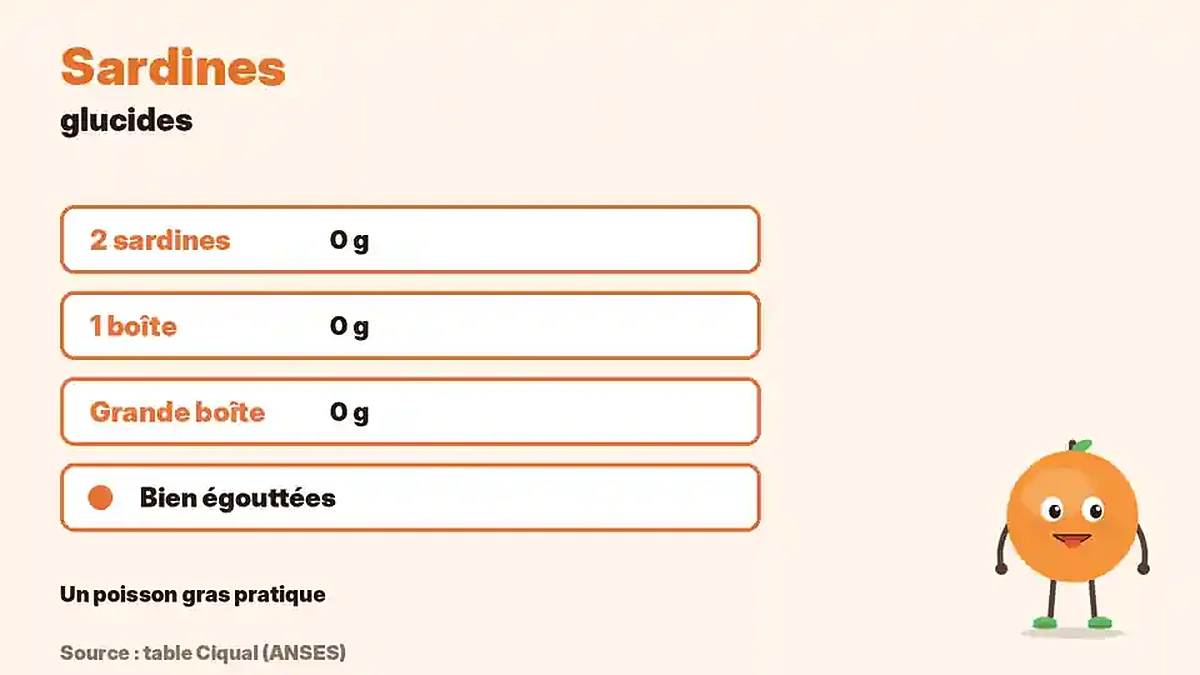 Sardines
glucides
2 sardines 0 g
1 boîte 0 g
Grande boîte 0 g
Bien égouttées
Un poisson gras pratique
Source : table Ciqual (ANSES)